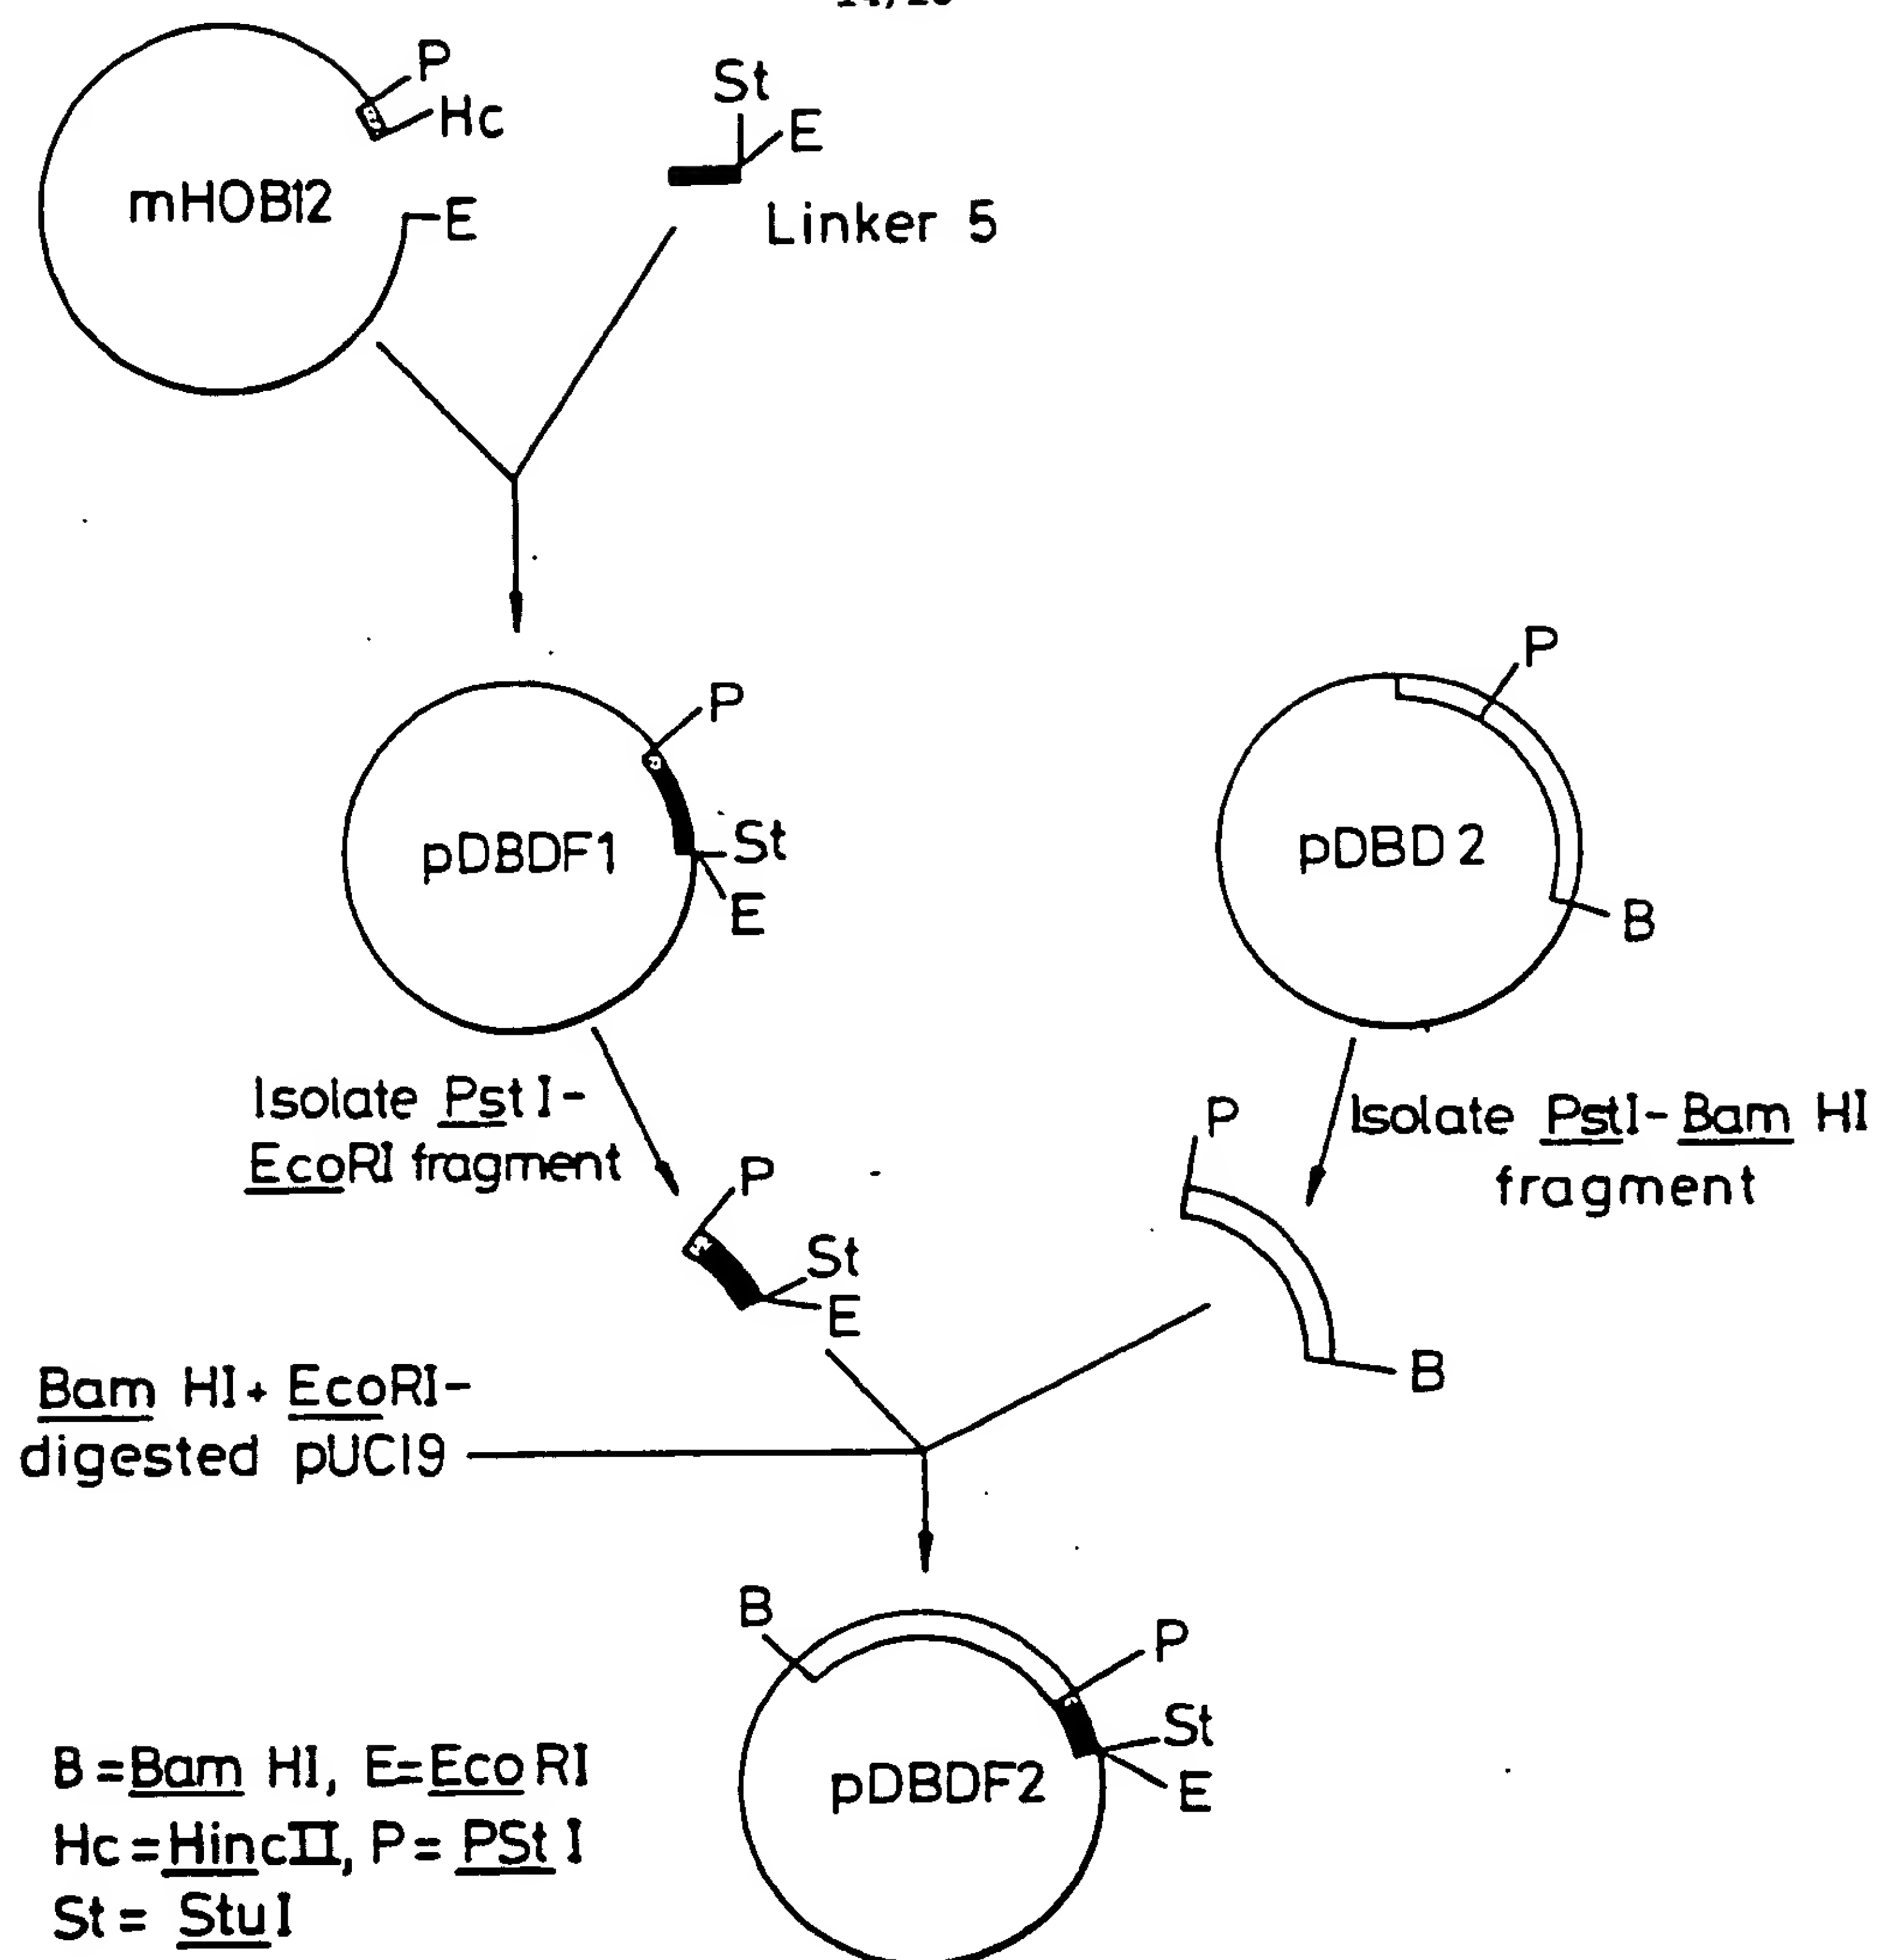 P
Hc
St
E
mHOB12
E
Linker 5
P
P
pDBDF1
St
E
pDBD 2
B
Isolate PstI-
EcoRI fragment
P
Isolate PstI-Bam HI
fragment
P
St
E
B
Bam HI + EcoRI-
digested pUC19
B
P
St
E
pDBDF2
B = Bam HI, E = EcoRI
Hc = HincII, P = PSt I
St = StuI